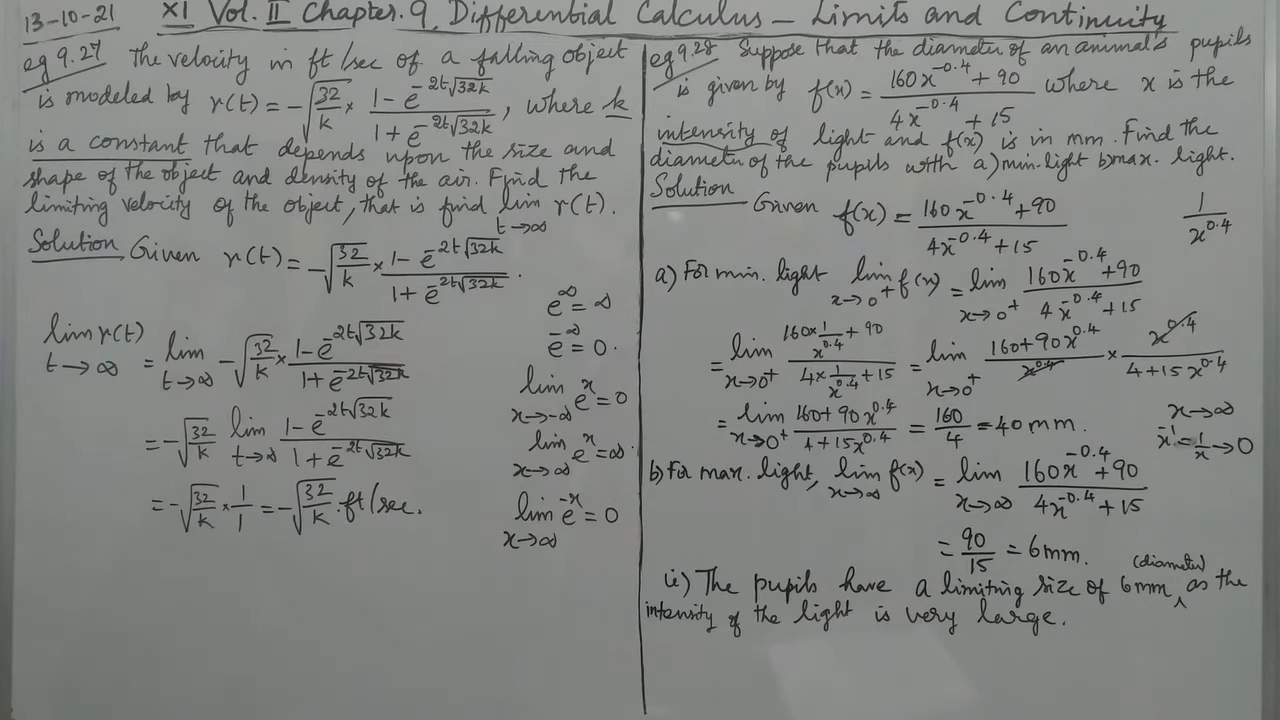 13-10-21 XI Vol. II Chapter. 9 Differential Calculus – Limits and Continuity
eg 9.27 The velocity in ft/sec of a falling object
is modeled by r(t) = -√(32/k) × (1 - e^(-2t√32k))/(1 + e^(-2t√32k)), where k
is a constant that depends upon the size and
shape of the object and density of the air. Find the
limiting velocity of the object, that is find lim t→∞ r(t).
Solution Given r(t) = -√(32/k) × (1 - e^(-2t√32k))/(1 + e^(-2t√32k)).
e^∞ = ∞
e^-∞ = 0.
lim t→∞ r(t) = lim t→∞ -√(32/k) × (1 - e^(-2t√32k))/(1 + e^(-2t√32k))
lim x→-∞ e^x = 0
= -√(32/k) lim t→∞ (1 - e^(-2t√32k))/(1 + e^(-2t√32k))
lim x→∞ e^x = ∞.
= -√(32/k) × 1/1 = -√(32/k) ft/sec.
lim x→∞ e^-x = 0
eg 9.28 Suppose that the diameter of an animal's pupils
is given by f(x) = (160x^-0.4 + 90)/(4x^-0.4 + 15) where x is the
intensity of light and f(x) is in mm. Find the
diameter of the pupils with a) min. light b) max. light.
Solution Given f(x) = (160x^-0.4 + 90)/(4x^-0.4 + 15) 1/x^0.4
a) For min. light lim x→0+ f(x) = lim x→0+ (160x^-0.4 + 90)/(4x^-0.4 + 15)
= lim x→0+ (160 × 1/x^0.4 + 90)/(4 × 1/x^0.4 + 15) = lim x→0+ (160 + 90x^0.4)/x^0.4 × x^0.4/(4 + 15x^0.4)
= lim x→0+ (160 + 90x^0.4)/(4 + 15x^0.4) = 160/4 = 40 mm.
x→∞
x^-1 = 1/x → 0
b) For max. light, lim x→∞ f(x) = lim x→∞ (160x^-0.4 + 90)/(4x^-0.4 + 15)
= 90/15 = 6 mm.
(diameter)
ie) The pupils have a limiting size of 6mm ‸ as the
intensity of the light is very large.